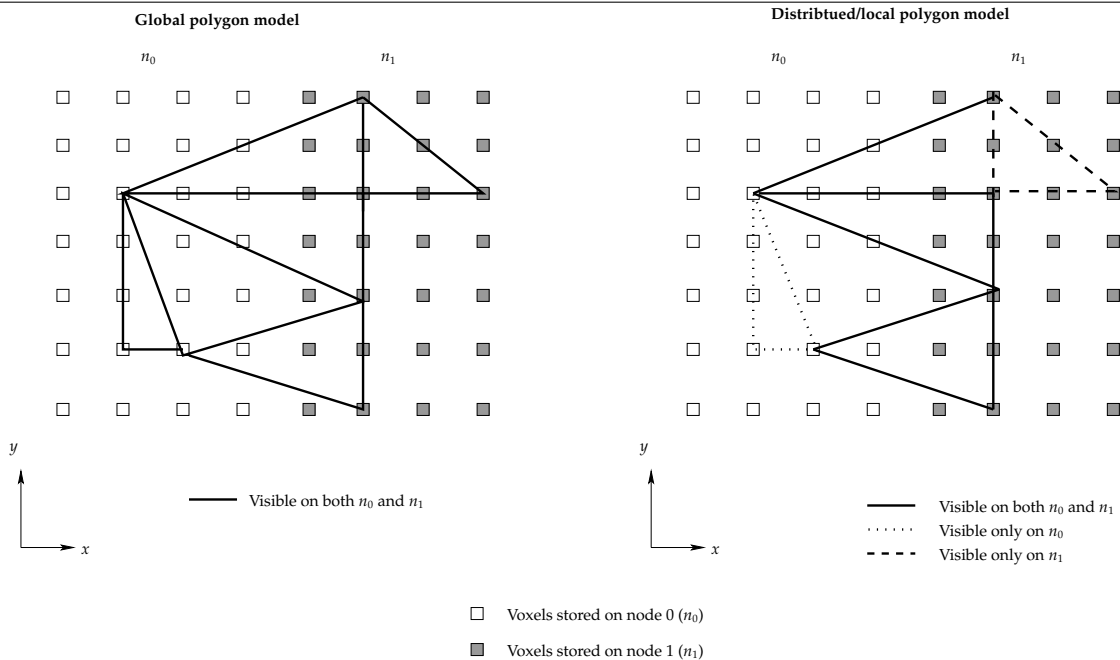 Global polygon model
n0
n1
y
x
Visible on both n0 and n1
Distribtued/local polygon model
n0
n1
y
x
Visible on both n0 and n1
Visible only on n0
Visible only on n1
Voxels stored on node 0 (n0)
Voxels stored on node 1 (n1)